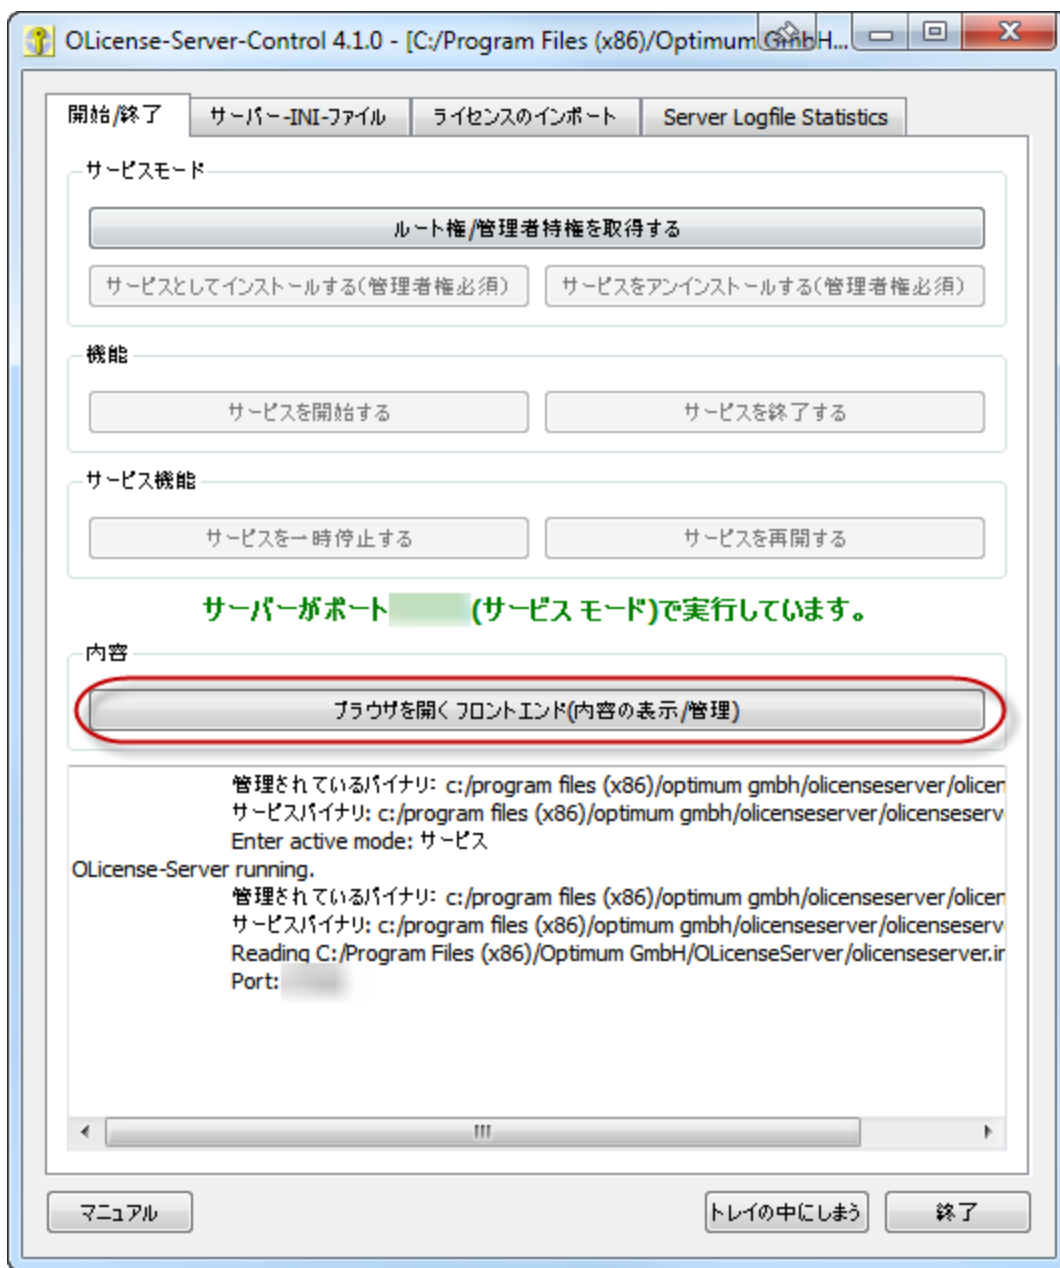 OLicense-Server-Control 4.1.0 - [C:/Program Files (x86)/Optimum GmbH...
開始/終了 サーバー-INI-ファイル ライセンスのインポート Server Logfile Statistics
サービスモード
ルート権/管理者特権を取得する
サービスとしてインストールする(管理者権必須) サービスをアンインストールする(管理者権必須)
機能
サービスを開始する サービスを終了する
サービス機能
サービスを一時停止する サービスを再開する
サーバーがポート (サービス モード)で実行しています。
内容
ブラウザを開く フロントエンド(内容の表示/管理)
管理されているバイナリ: c:/program files (x86)/optimum gmbh/olicenseserver/olicen
サービスバイナリ: c:/program files (x86)/optimum gmbh/olicenseserver/olicenseserv
Enter active mode: サービス
OLicense-Server running.
管理されているバイナリ: c:/program files (x86)/optimum gmbh/olicenseserver/olicen
サービスバイナリ: c:/program files (x86)/optimum gmbh/olicenseserver/olicenseserv
Reading C:/Program Files (x86)/Optimum GmbH/OLicenseServer/olicenseserver.ir
Port:
マニュアル トレイの中にしまう 終了